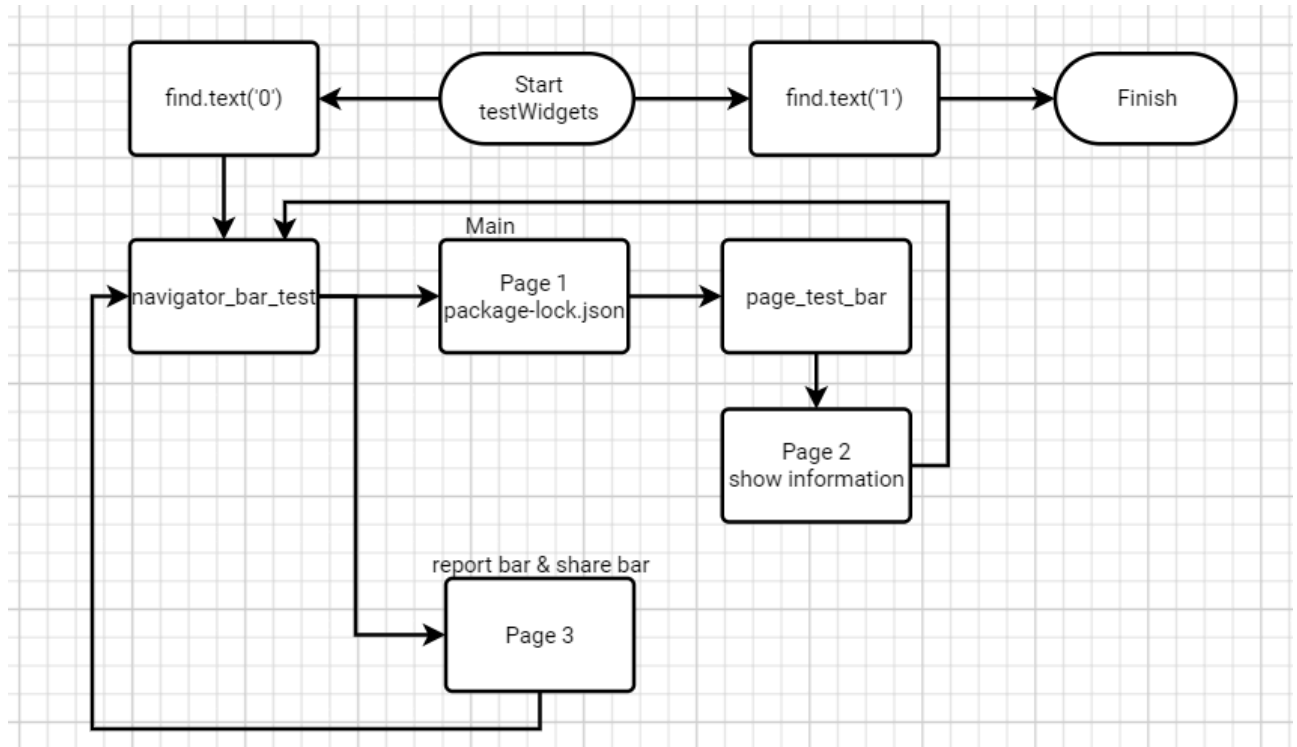 find.text('0')
Start
testWidgets
find.text('1')
Finish
Main
navigator_bar_test
Page 1
package-lock.json
page_test_bar
Page 2
show information
report bar & share bar
Page 3